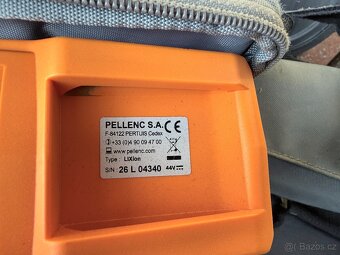 PELLENC S.A. CE
F-84122 PERTUIS Cedex
+33 (0)4 90 09 47 00
www.pellenc.com
Type : LIXion
S/N : 26 L 04340 44V
© bazos.cz